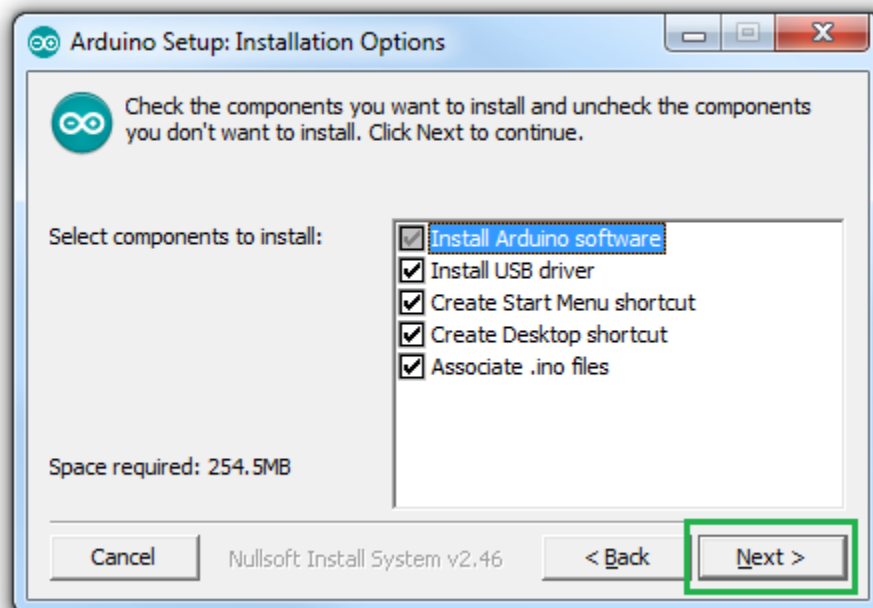 Arduino Setup: Installation Options
Check the components you want to install and uncheck the components
you don't want to install. Click Next to continue.
Select components to install:
Install Arduino software
Install USB driver
Create Start Menu shortcut
Create Desktop shortcut
Associate .ino files
Space required: 254.5MB
Cancel
Nullsoft Install System v2.46
< Back
Next >